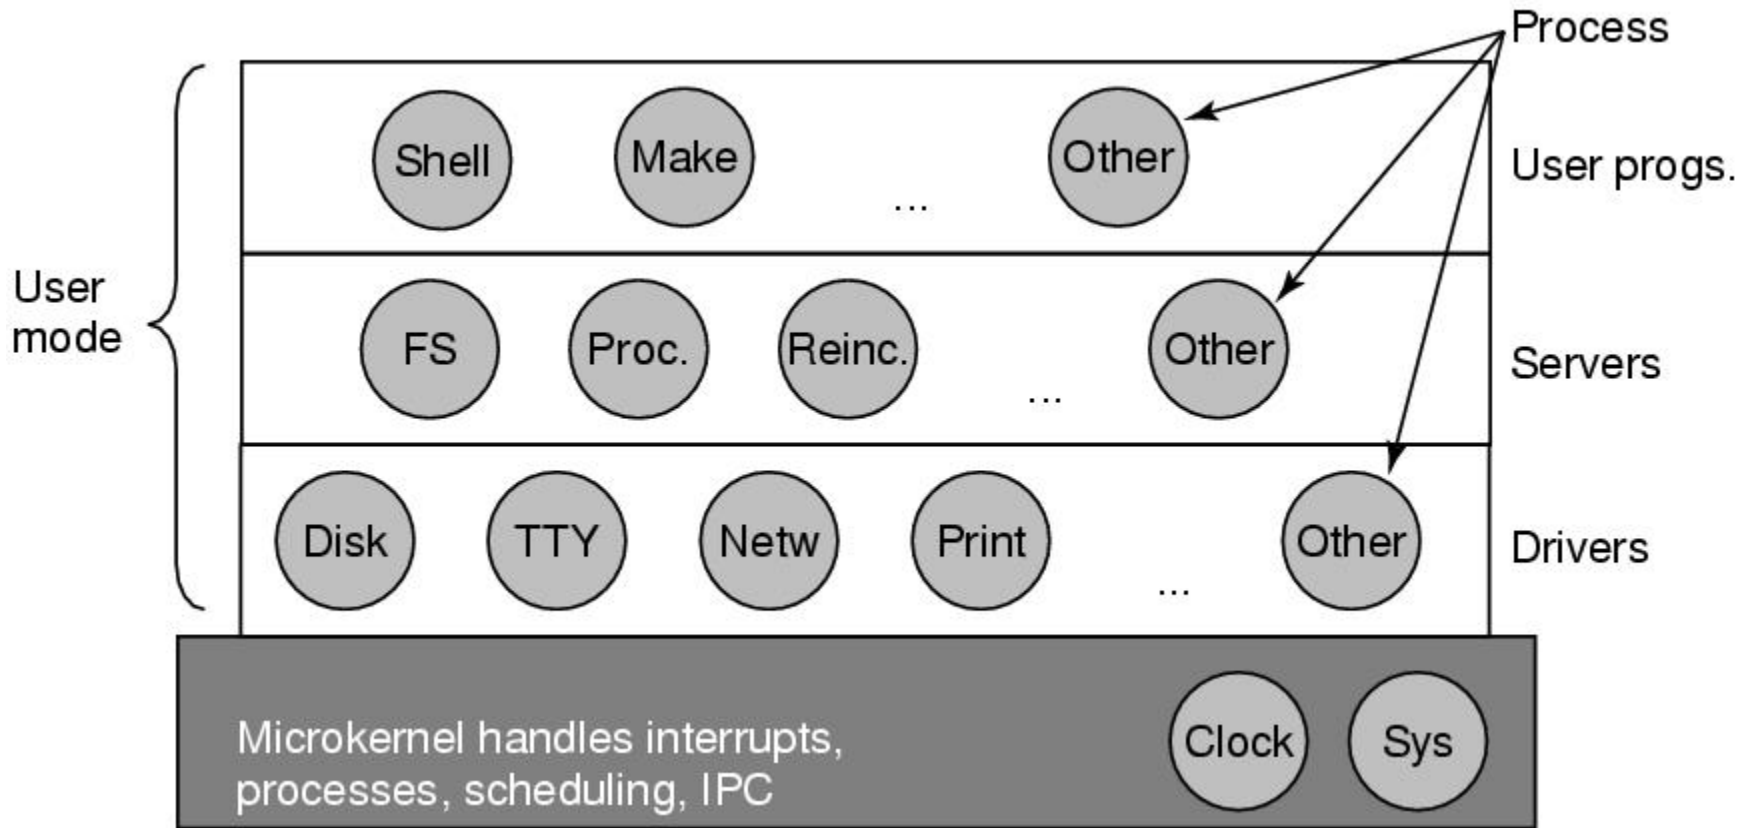 Process
Shell
Make
...
Other
User progs.
User
mode
FS
Proc.
Reinc.
...
Other
Servers
Disk
TTY
Netw
Print
...
Other
Drivers
Microkernel handles interrupts,
processes, scheduling, IPC
Clock
Sys